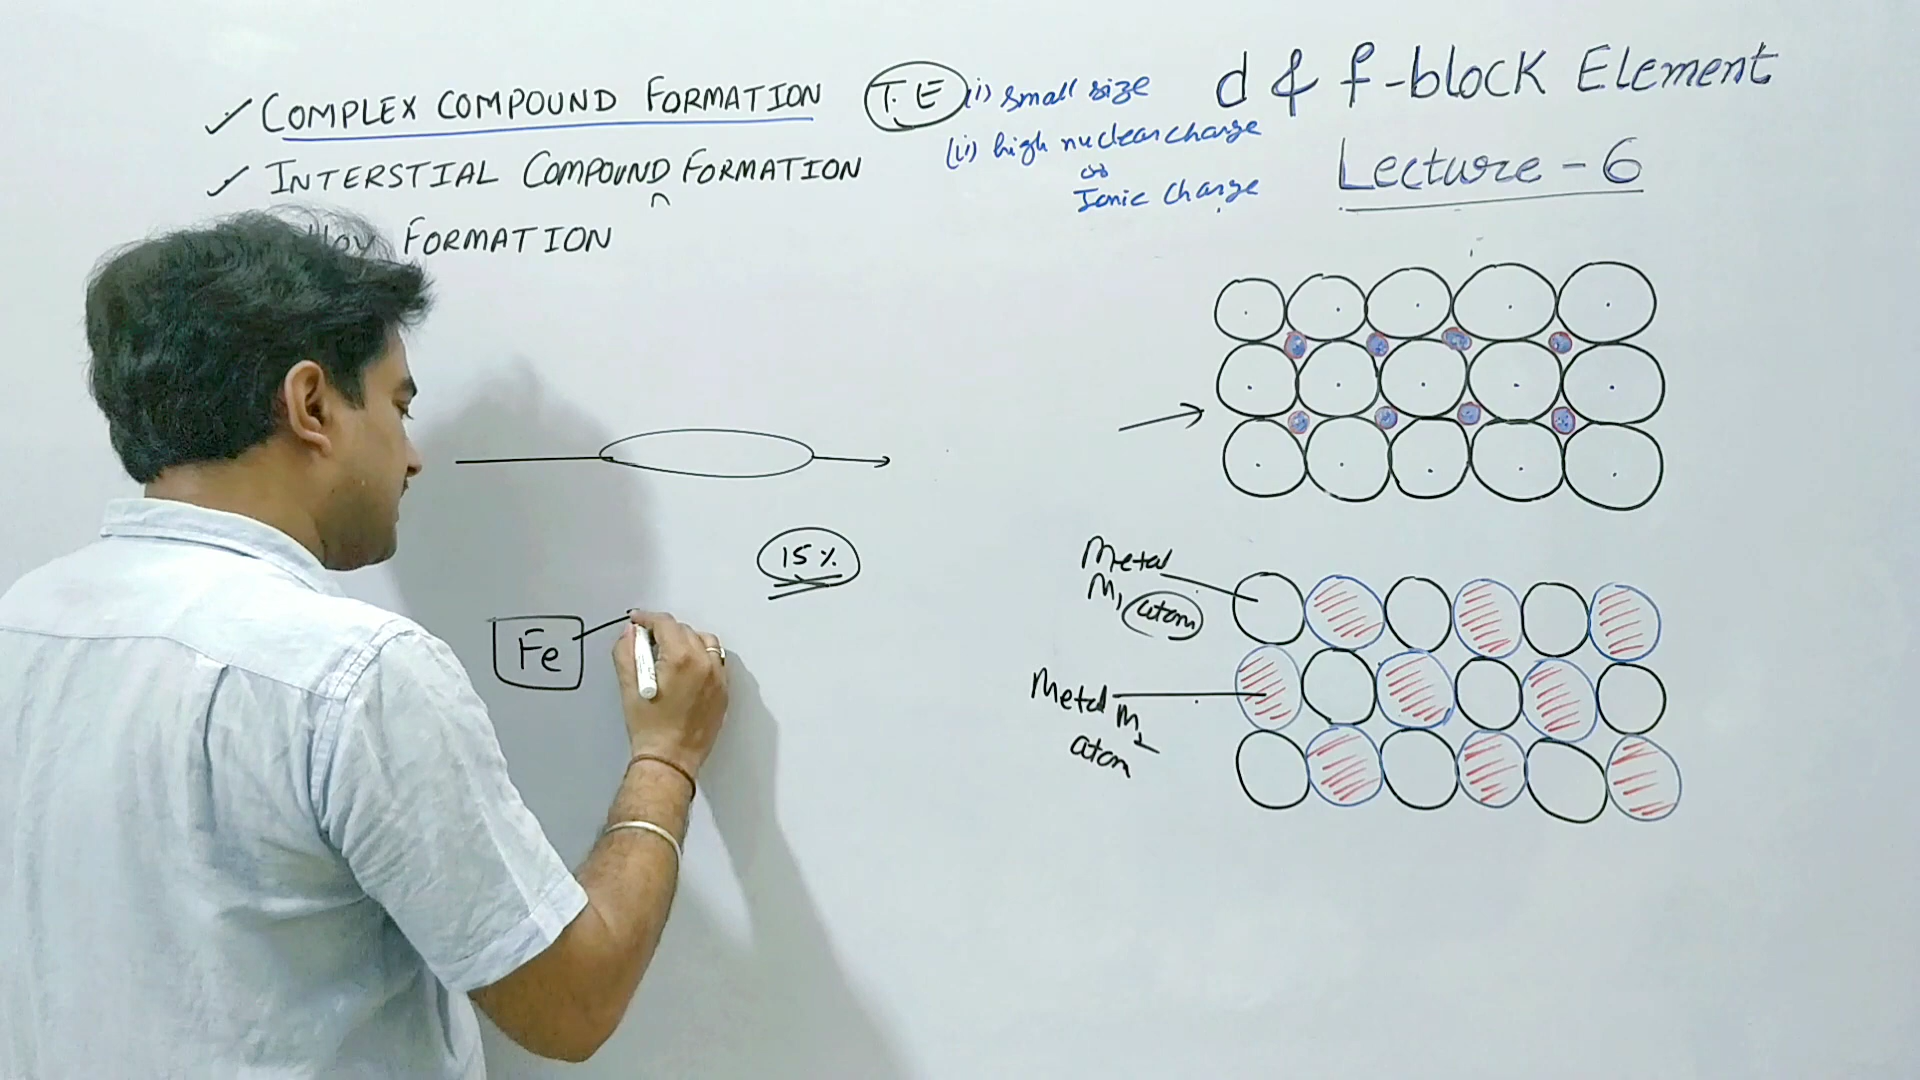 d & f-block Element
Lecture - 6
COMPLEX COMPOUND FORMATION
INTERSTIAL COMPOUND FORMATION
FORMATION
T.E
(i) small size
(ii) high nuclear charge
or
Ionic charge
15%
Fe
Metal
M1 atom
Metal M2
atom